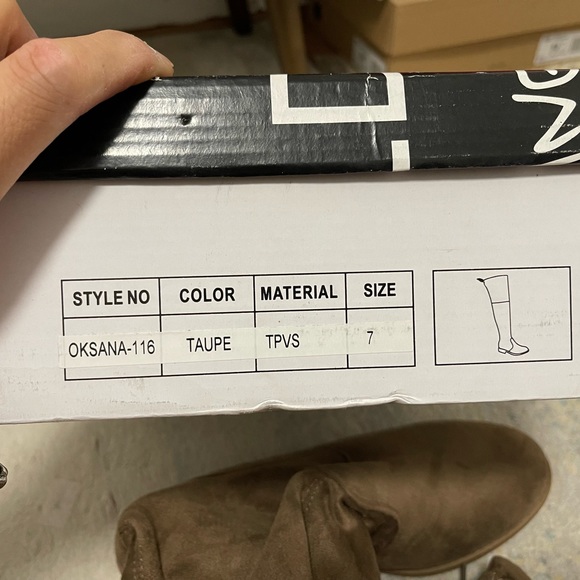 STYLE NO COLOR MATERIAL SIZE
OKSANA-116 TAUPE TPVS 7